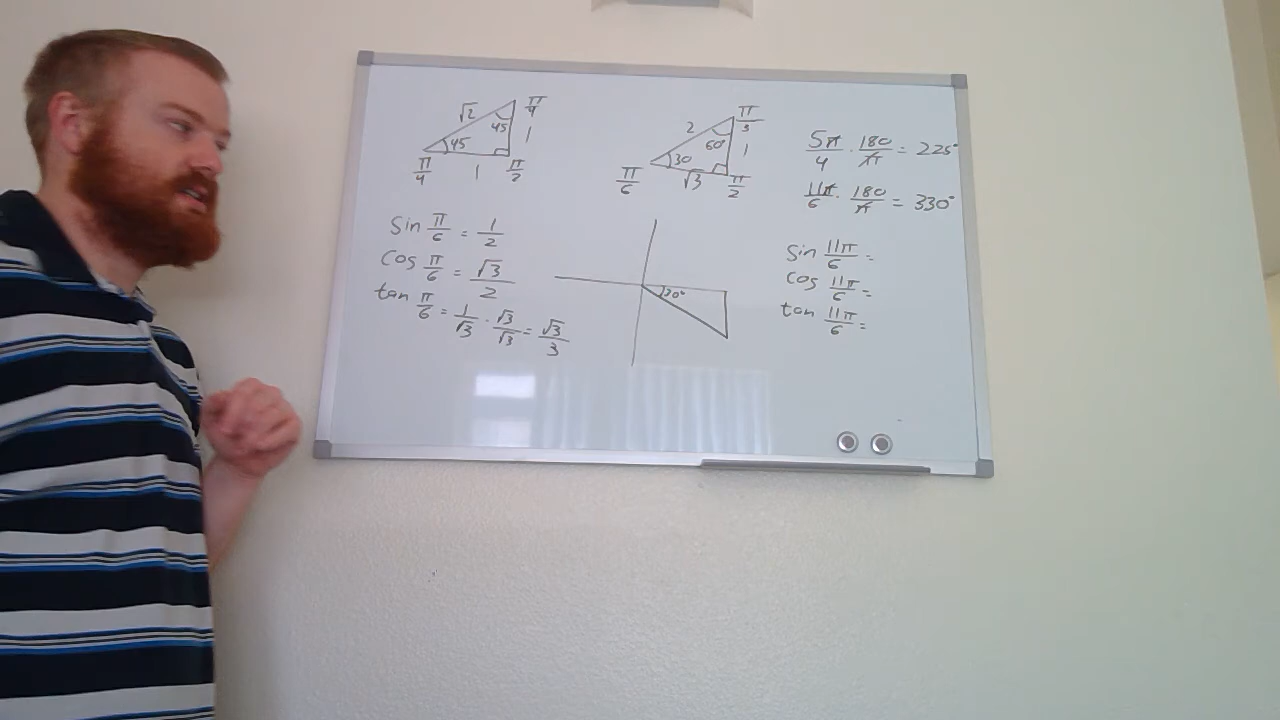 √2 π/4
45
45 1
π/4 1 π/2
2 π/3
60° 1
30
π/6 √3 π/2
5π/4 · 180/π = 225°
11π/6 · 180/π = 330°
sin π/6 = 1/2
cos π/6 = √3/2
tan π/6 = 1/√3 · √3/√3 = √3/3
30°
sin 11π/6 =
cos 11π/6 =
tan 11π/6 =